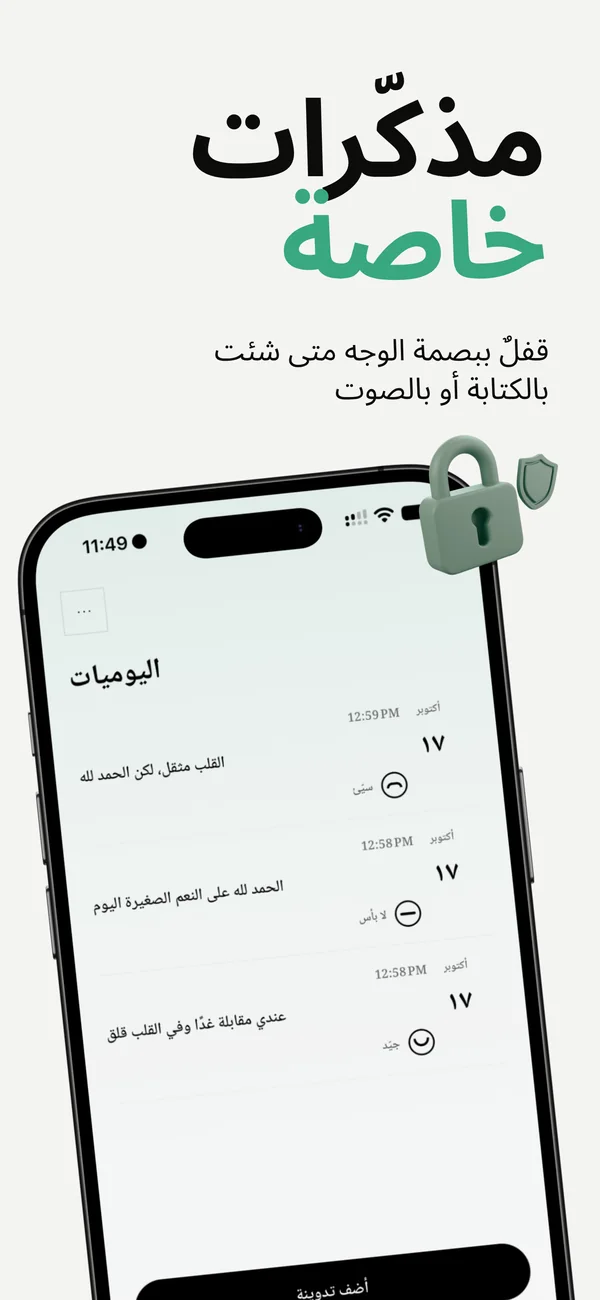 مذكّرات
خاصة
قفلٌ ببصمة الوجه متى شئت
بالكتابة أو بالصوت
11:49
...
اليوميات
أكتوبر 12:59 PM
١٧
القلب مثقل، لكن الحمد لله
سيّئ
أكتوبر 12:58 PM
١٧
الحمد لله على النعم الصغيرة اليوم
لا بأس
أكتوبر 12:58 PM
١٧
عندي مقابلة غدًا وفي القلب قلق
جيّد
أضف تدوينة